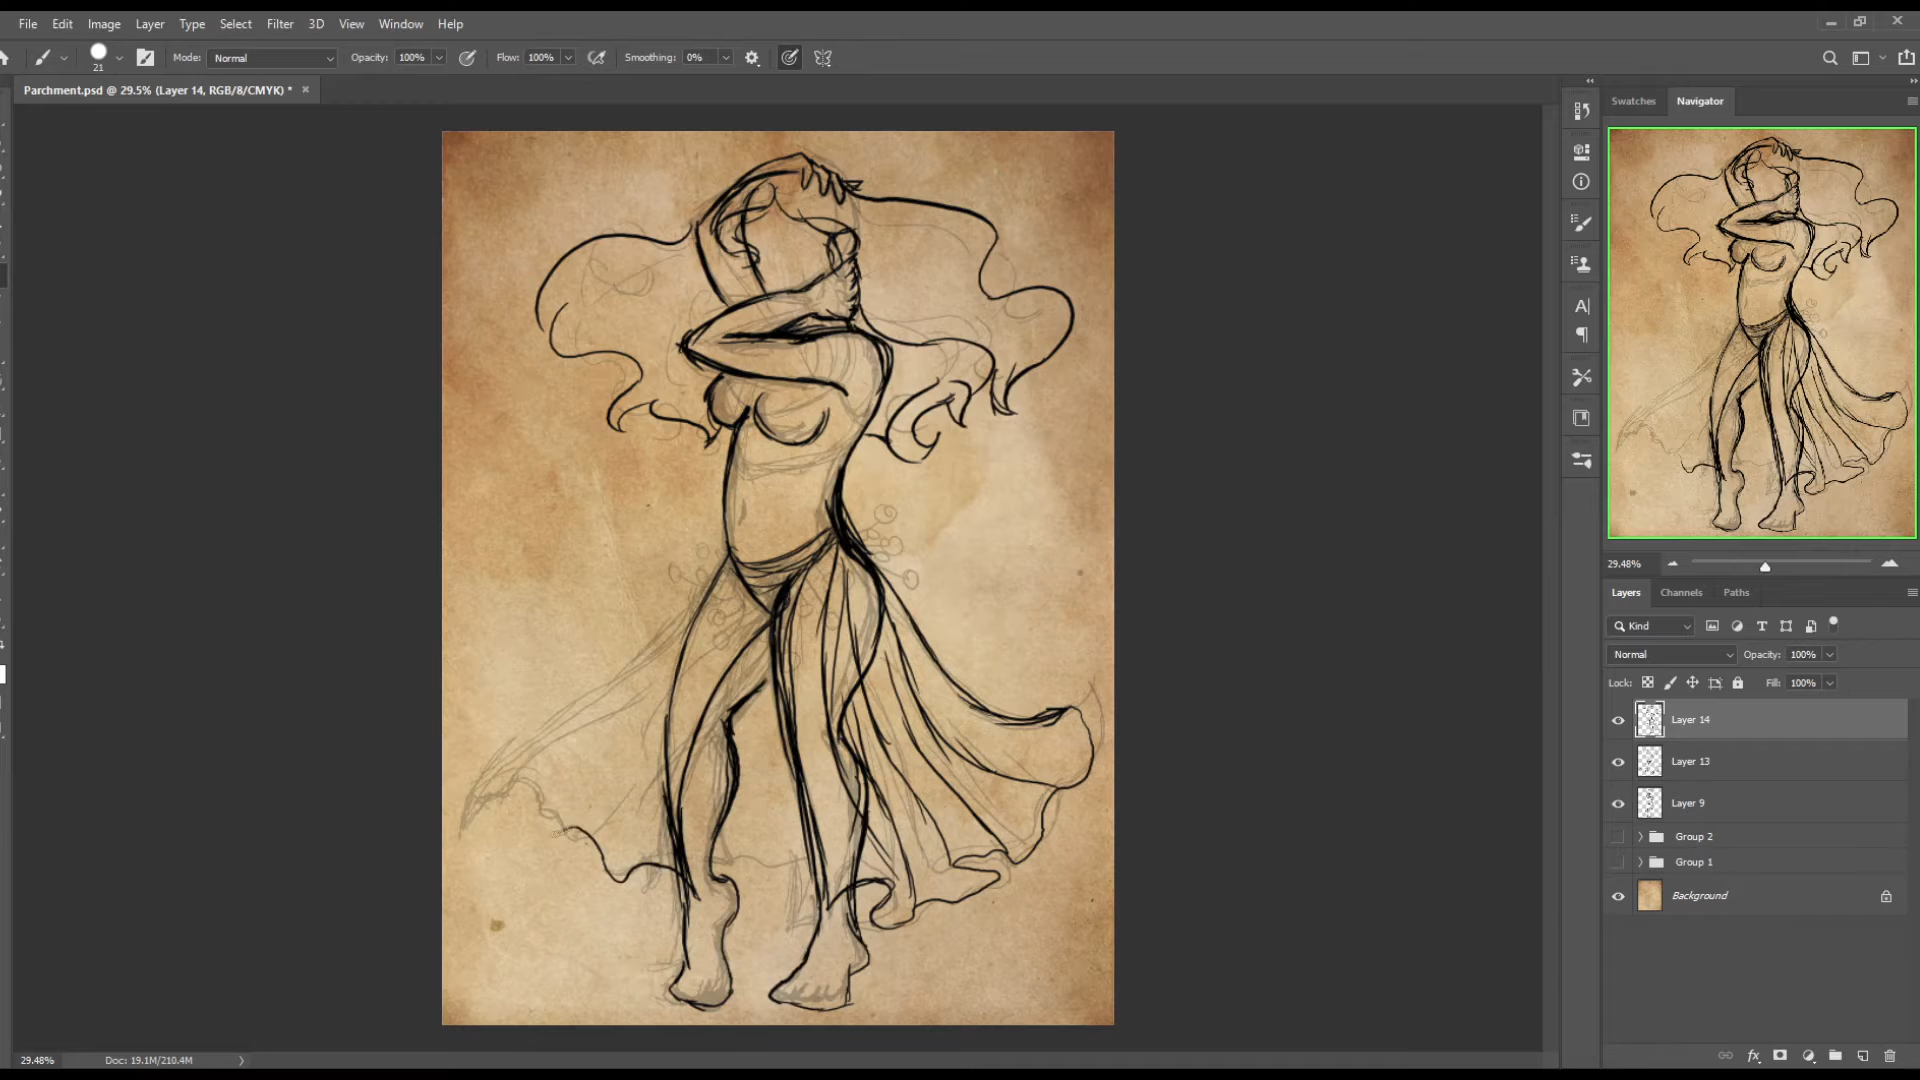 File Edit Image Layer Type Select Filter 3D View Window Help
21 Mode: Normal Opacity: 100% Flow: 100% Smoothing: 0%
Parchment.psd @ 29.5% (Layer 14, RGB/8/CMYK) *
Swatches Navigator
29.48%
Layers Channels Paths
Kind
Normal Opacity: 100%
Lock: Fill: 100%
Layer 14
Layer 13
Layer 9
Group 2
Group 1
Background
29.48% Doc: 19.1M/210.4M